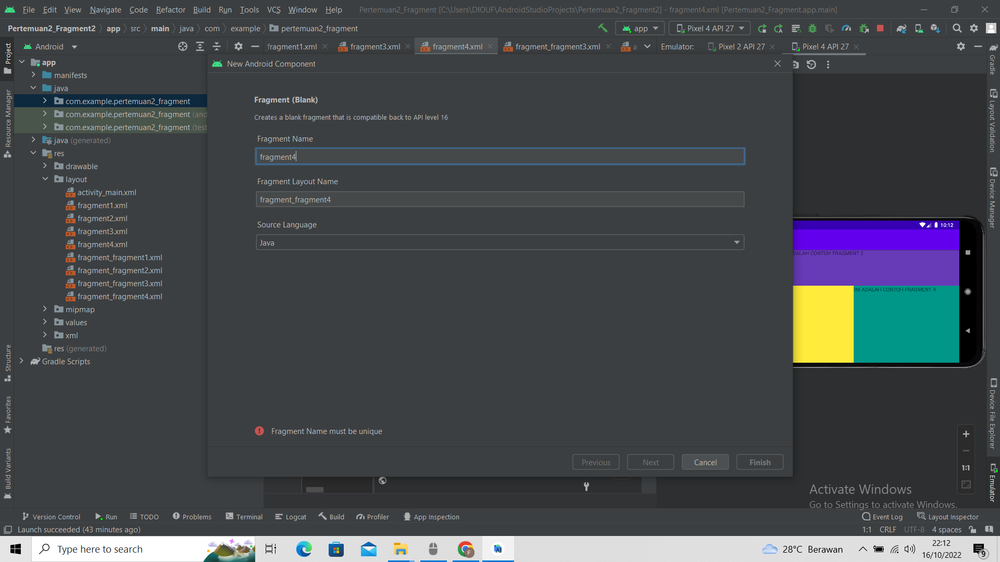 File Edit View Navigate Code Refactor Build Run Tools VCS Window Help Pertemuan2_Fragment [C:\Users\DIOUF\AndroidStudioProjects\Pertemuan2_Fragment2] - fragment4.xml [Pertemuan2_Fragment.app.main]
Pertemuan2_Fragment2 app src main java com example pertemuan2_fragment app Pixel 4 API 27
Android .fragment1.xml fragment3.xml fragment4.xml fragment_fragment3.xml a Emulator: Pixel 2 API 27 Pixel 4 API 27
Project
Resource Manager
Structure
Favorites
Build Variants
app
manifests
java
com.example.pertemuan2_fragment
com.example.pertemuan2_fragment (and
com.example.pertemuan2_fragment (test
java (generated)
res
drawable
layout
activity_main.xml
fragment1.xml
fragment2.xml
fragment3.xml
fragment4.xml
fragment_fragment1.xml
fragment_fragment2.xml
fragment_fragment3.xml
fragment_fragment4.xml
mipmap
values
xml
res (generated)
Gradle Scripts
New Android Component
Fragment (Blank)
Creates a blank fragment that is compatible back to API level 16
Fragment Name
fragment4
Fragment Layout Name
fragment_fragment4
Source Language
Java
Fragment Name must be unique
Previous Next Cancel Finish
10:12
DALAH CONTOH FRAGMENT 2
INI ADALAH CONTOH FRAGMENT 4
1:1
Gradle
Layout Validation
Device Manager
Device File Explorer
Emulator
Activate Windows
Go to Settings to activate Windows.
Version Control Run TODO Problems Terminal Logcat Build Profiler App Inspection Event Log Layout Inspector
Launch succeeded (43 minutes ago) 1:1 CRLF UTF-8 4 spaces
Type here to search 28°C Berawan 22:12
16/10/2022 9